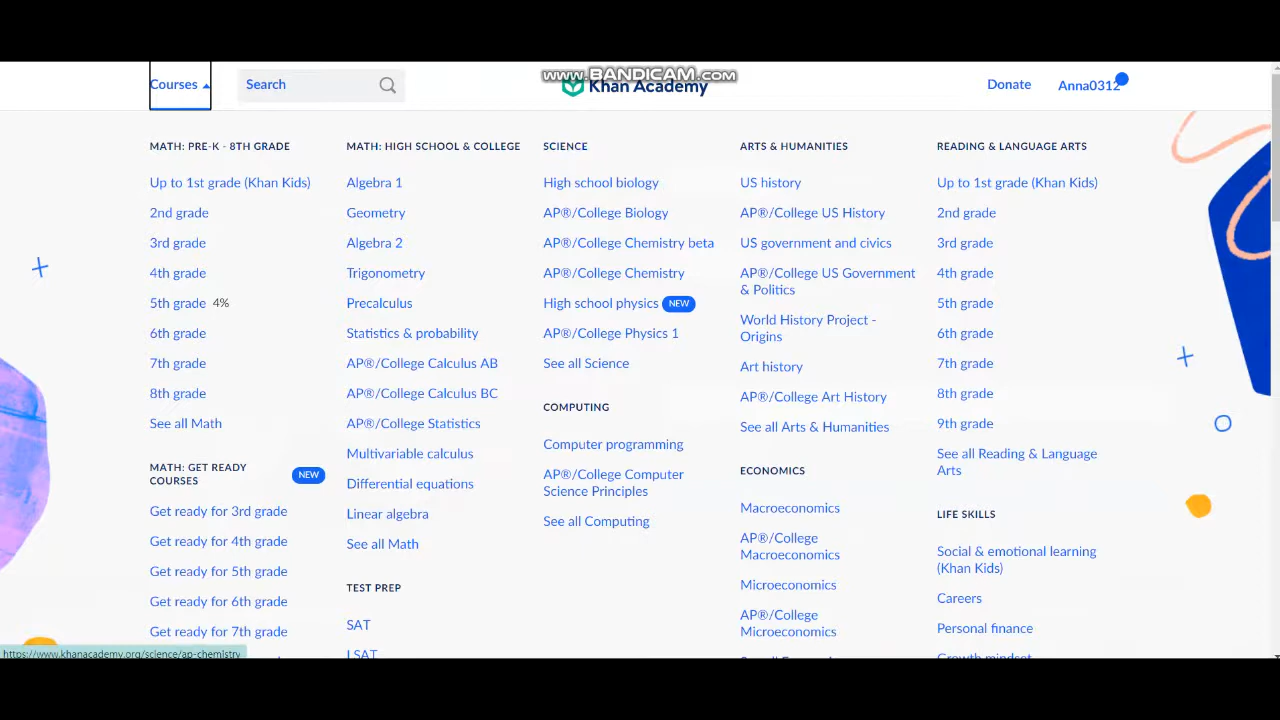 www.BANDICAM.com
Courses
Search
Khan Academy
Donate
Anna0312
MATH: PRE-K - 8TH GRADE
Up to 1st grade (Khan Kids)
2nd grade
3rd grade
4th grade
5th grade 4%
6th grade
7th grade
8th grade
See all Math
MATH: GET READY
COURSES
NEW
Get ready for 3rd grade
Get ready for 4th grade
Get ready for 5th grade
Get ready for 6th grade
Get ready for 7th grade
MATH: HIGH SCHOOL & COLLEGE
Algebra 1
Geometry
Algebra 2
Trigonometry
Precalculus
Statistics & probability
AP®/College Calculus AB
AP®/College Calculus BC
AP®/College Statistics
Multivariable calculus
Differential equations
Linear algebra
See all Math
TEST PREP
SAT
LSAT
SCIENCE
High school biology
AP®/College Biology
AP®/College Chemistry beta
AP®/College Chemistry
High school physics NEW
AP®/College Physics 1
See all Science
COMPUTING
Computer programming
AP®/College Computer
Science Principles
See all Computing
ARTS & HUMANITIES
US history
AP®/College US History
US government and civics
AP®/College US Government
& Politics
World History Project -
Origins
Art history
AP®/College Art History
See all Arts & Humanities
ECONOMICS
Macroeconomics
AP®/College
Macroeconomics
Microeconomics
AP®/College
Microeconomics
READING & LANGUAGE ARTS
Up to 1st grade (Khan Kids)
2nd grade
3rd grade
4th grade
5th grade
6th grade
7th grade
8th grade
9th grade
See all Reading & Language
Arts
LIFE SKILLS
Social & emotional learning
(Khan Kids)
Careers
Personal finance
Growth mindset
https://www.khanacademy.org/science/ap-chemistry